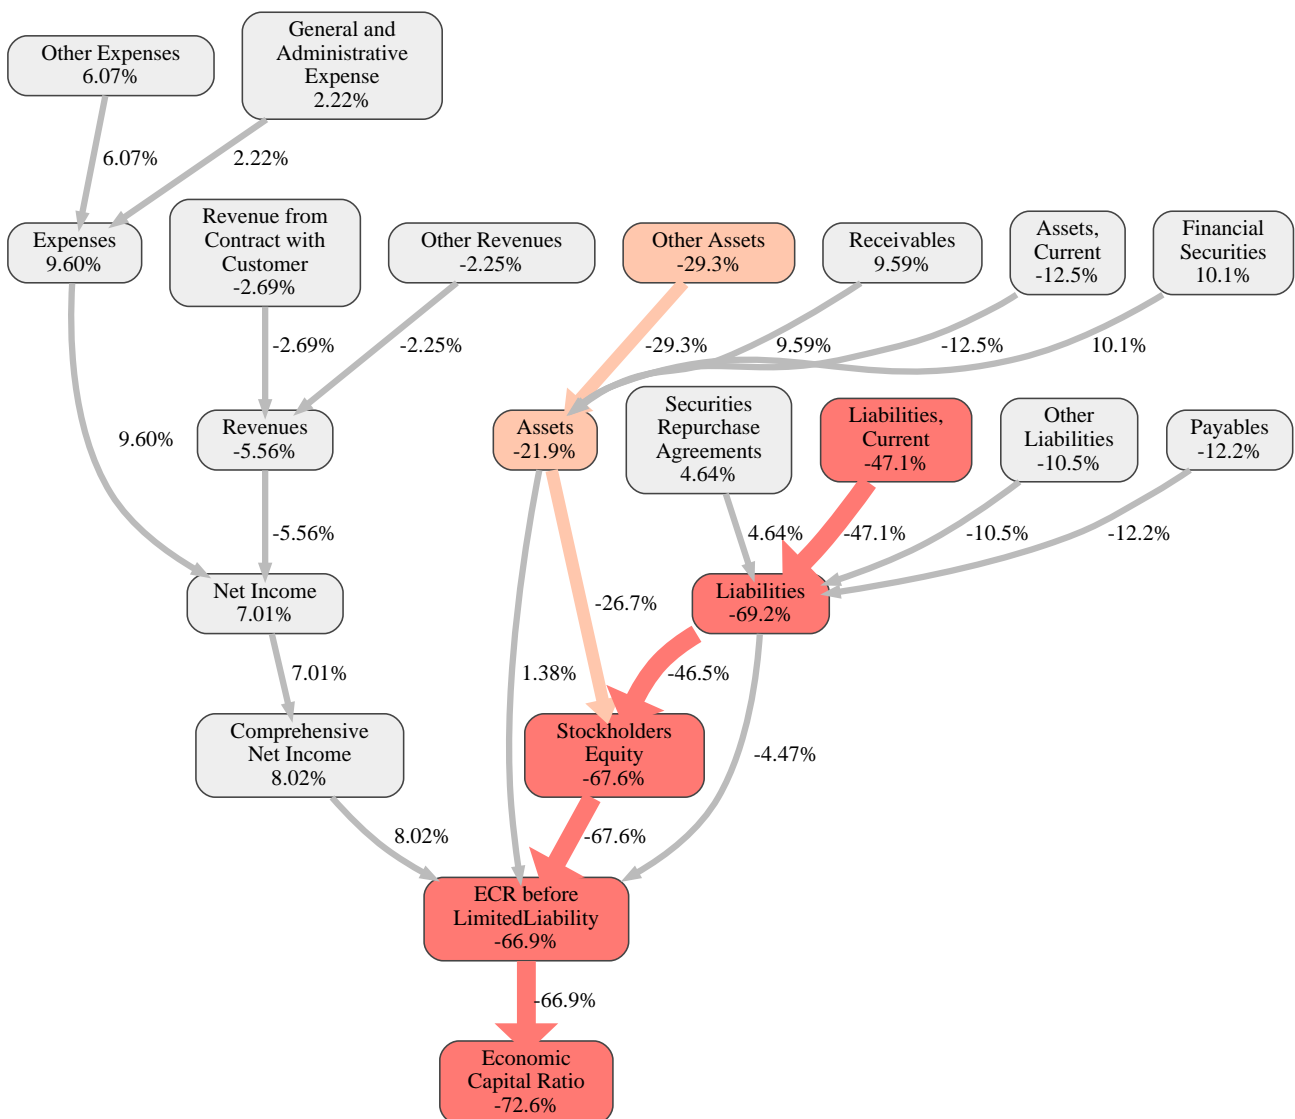 General and
Administrative
Expense
2.22%
Other Expenses
6.07%
6.07%
2.22%
Expenses
9.60%
Revenue from
Contract with
Customer
-2.69%
Other Revenues
-2.25%
Other Assets
-29.3%
Receivables
9.59%
Assets,
Current
-12.5%
Financial
Securities
10.1%
-2.69%
-2.25%
-29.3%
9.59%
-12.5%
10.1%
9.60%
Revenues
-5.56%
Assets
-21.9%
Securities
Repurchase
Agreements
4.64%
Liabilities,
Current
-47.1%
Other
Liabilities
-10.5%
Payables
-12.2%
-5.56%
4.64%
-47.1%
-10.5%
-12.2%
Net Income
7.01%
-26.7%
Liabilities
-69.2%
7.01%
1.38%
-46.5%
Comprehensive
Net Income
8.02%
Stockholders
Equity
-67.6%
-4.47%
8.02%
-67.6%
ECR before
LimitedLiability
-66.9%
-66.9%
Economic
Capital Ratio
-72.6%